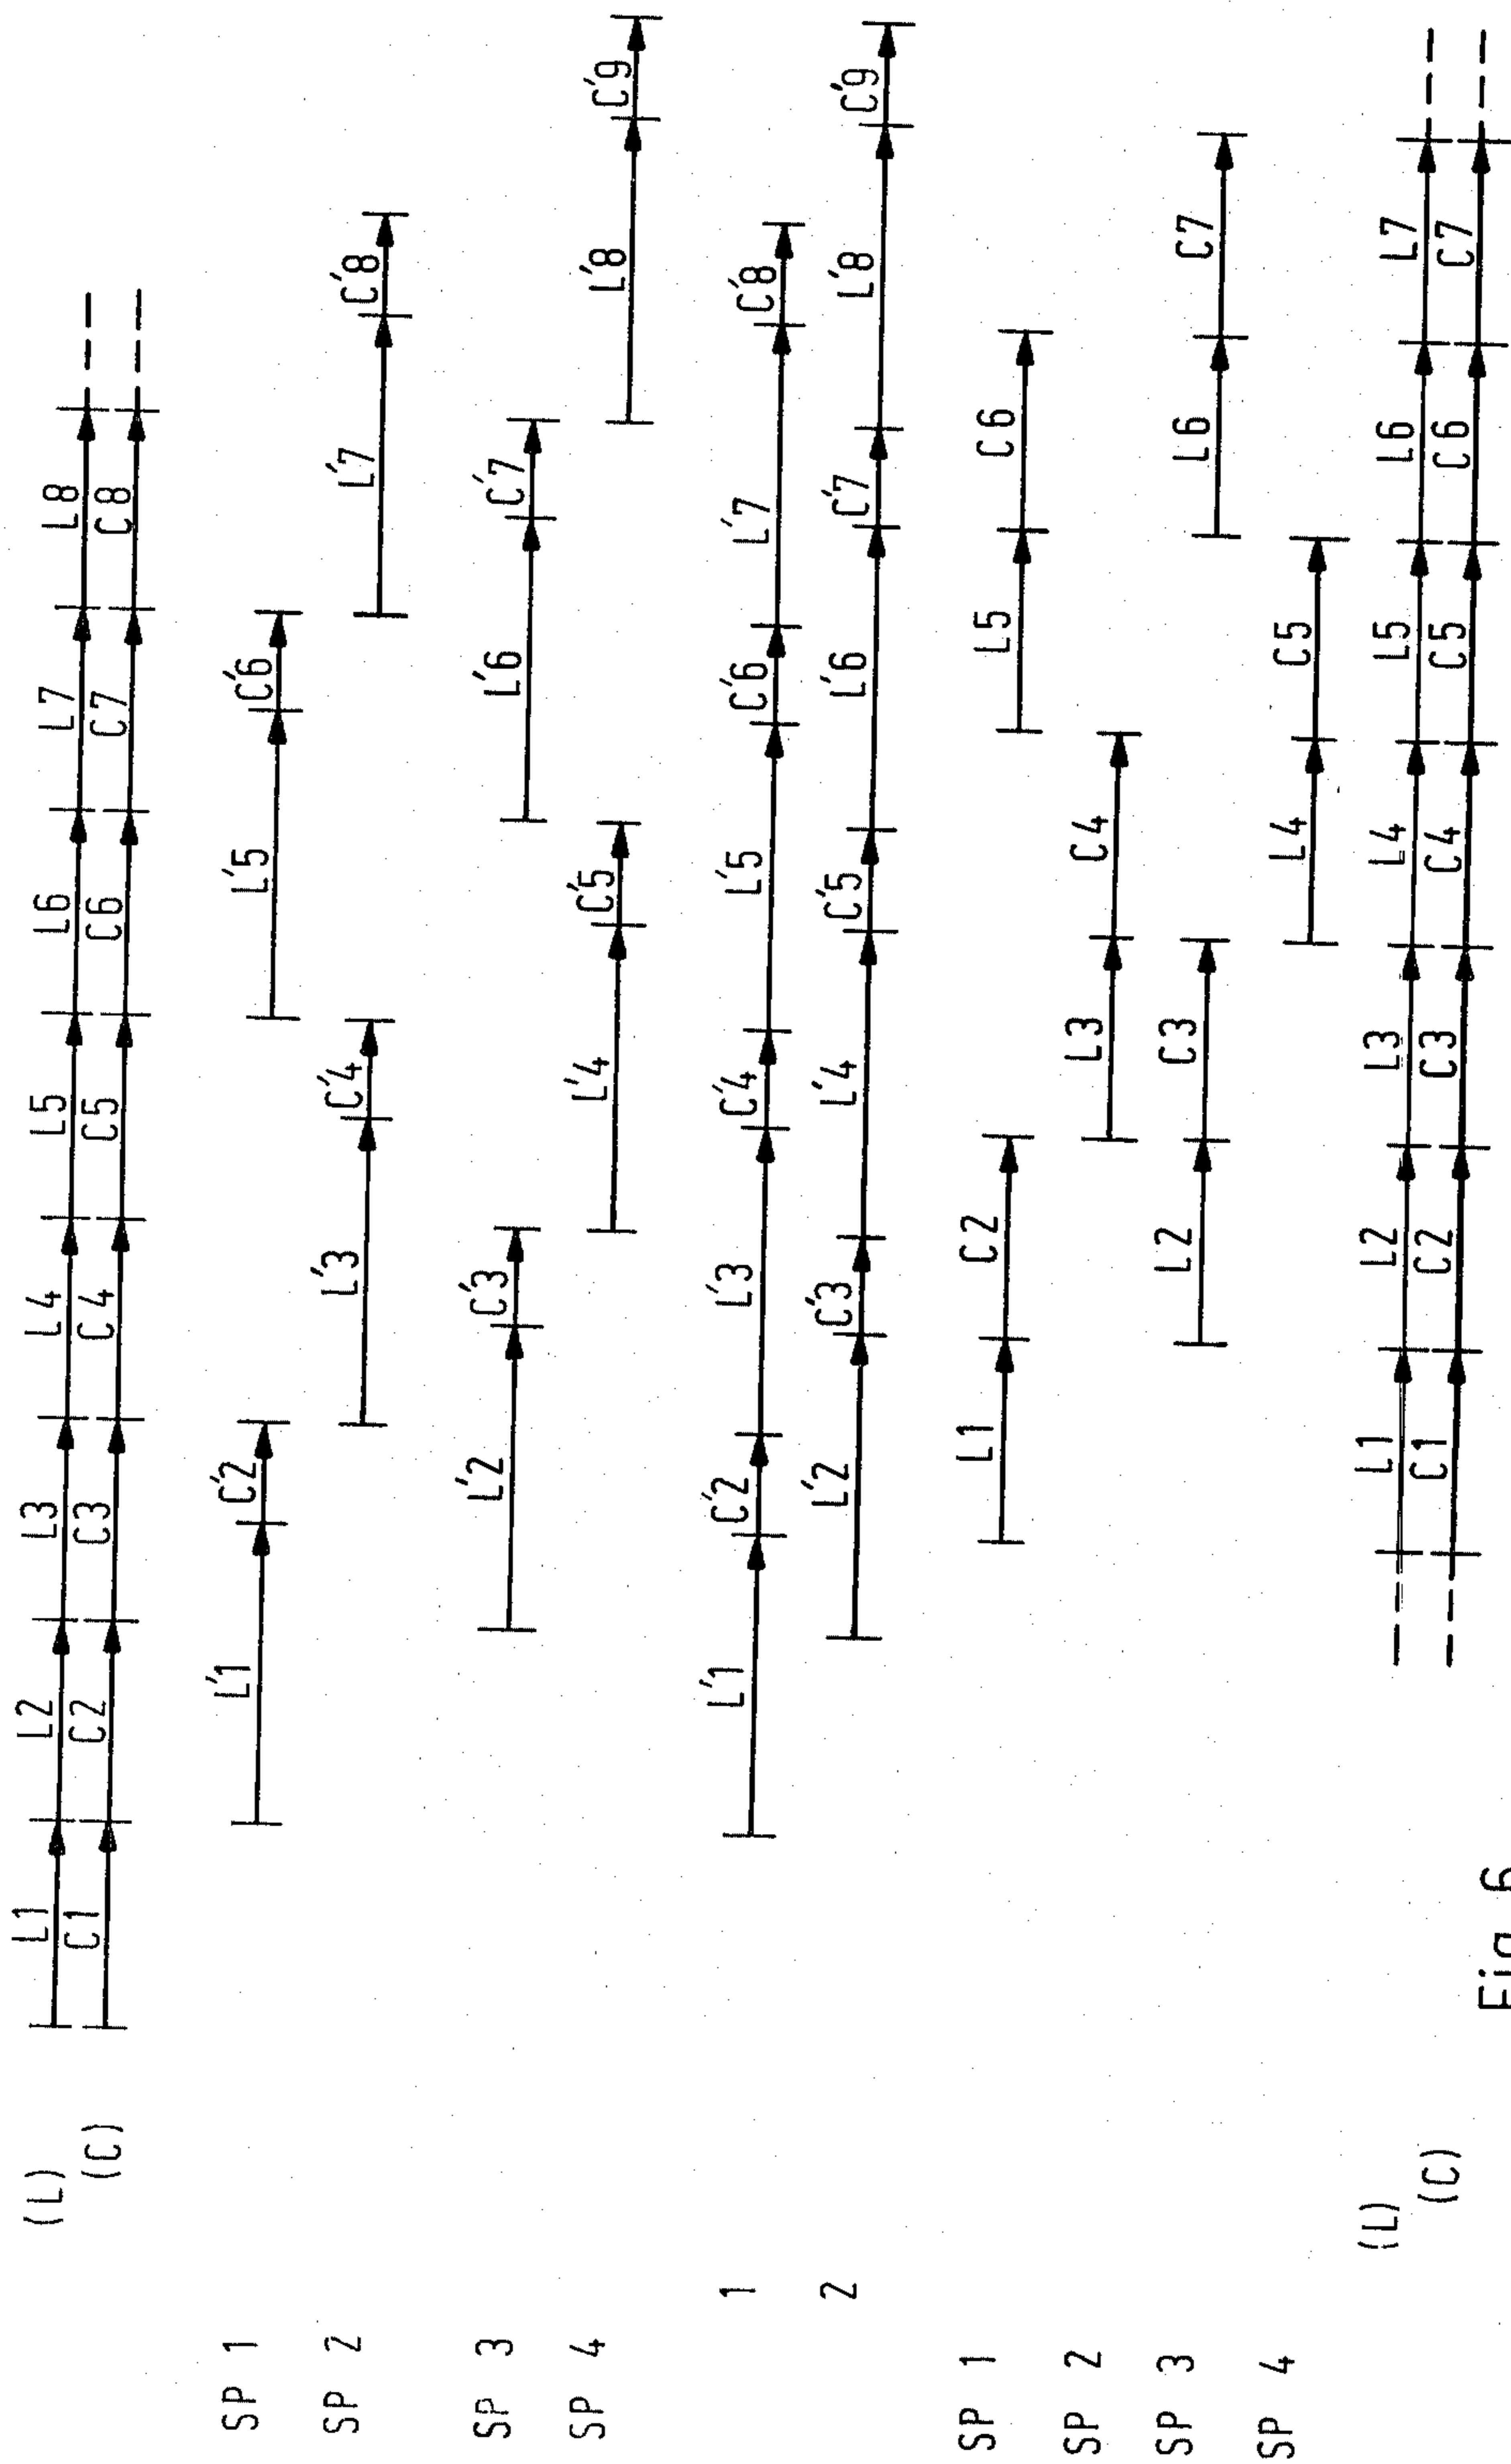 (L) L1 L2 L3 L4 L5 L6 L7 L8
(C) C1 C2 C3 C4 C5 C6 C7 C8
SP 1 L'1 C'2 L'5 C'6
SP 2 L'3 C'4 L'7 C'8
SP 3 L'2 C'3 L'6 C'7
SP 4 L'4 C'5 L'8 C'9
1 L'1 C'2 L'3 C'4 L'5 C'6 L'7 C'8
2 L'2 C'3 L'4 C'5 L'6 C'7 L'8 C'9
SP 1 L1 C2 L5 C6
SP 2 L3 C4
SP 3 L2 C3 L6 C7
SP 4 L4 C5
(L) L1 L2 L3 L4 L5 L6 L7
(C) C1 C2 C3 C4 C5 C6 C7
Fig. 6